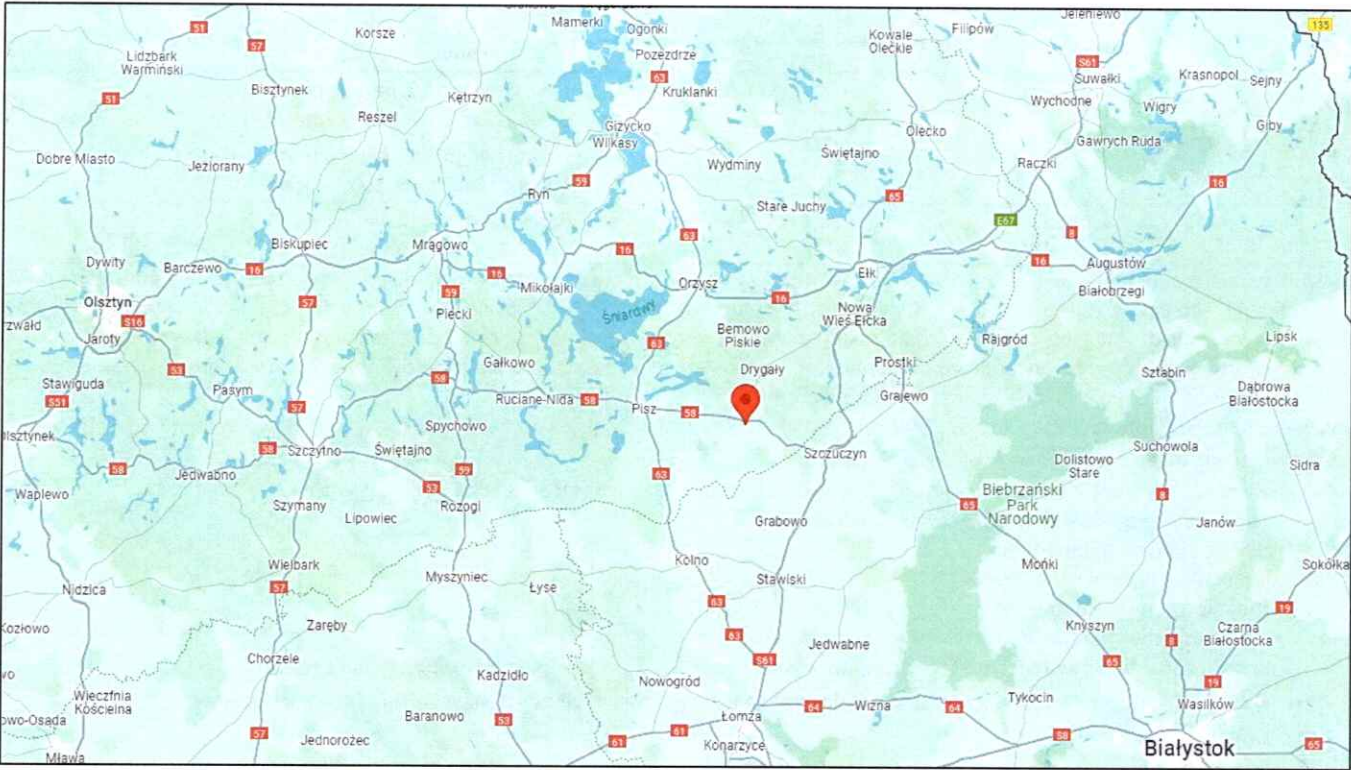 Mamerki
Ogonki
Jeleniewo
135
51
57
Korsze
Pozezdrze
Kowale
Oleckie
Filipów
Lidzbark
Warmiński
63
S61
Suwałki
Krasnopol
Sejny
51
Bisztynek
Kętrzyn
Kruklanki
Wychodne
Wigry
Reszel
Giżycko
Wilkasy
Olecko
Giby
Gawrych Ruda
Dobre Miasto
Jeziorany
Wydminy
Świętajno
Raczki
59
Ryn
65
16
Stare Juchy
E67
8
Biskupiec
Mrągowo
63
16
Dywity
Barczewo
16
16
Mikołajki
Orzysz
Ełk
16
Augustów
Białobrzegi
Olsztyn
57
59
Piecki
16
S16
Śniardwy
Nowa
Wieś Ełcka
rzwałd
Jaroty
Bemowo
Piskie
63
Rajgród
Lipsk
Gałkowo
Drygały
Prostki
53
58
Stawiguda
Pasym
Sztabin
Dąbrowa
Białostocka
S51
57
Ruciane-Nida
58
Pisz
58
Grajewo
Spychowo
olsztynek
58
Szczytno
Świętajno
Szczuczyn
Suchowola
58
Jedwabno
59
63
Dolistowo
Stare
Sidra
53
Waplewo
Szymany
Lipowiec
Rozogi
Biebrzański
Park
Narodowy
65
8
Grabowo
Janów
Wielbark
Kolno
Mońki
Sokółka
Nidzica
57
Myszyniec
Łyse
Stawiski
63
19
Kozłowo
Zaręby
63
Knyszyn
Czarna
Białostocka
Jedwabne
8
Chorzele
S61
65
Kadzidło
Nowogród
19
Wieczfnia
Kościelna
Tykocin
Wasilków
64
Wizna
64
owo-Osada
Baranowo
53
Łomża
57
Jednorożec
61
61
Konarzyce
S8
Białystok
65
Mława